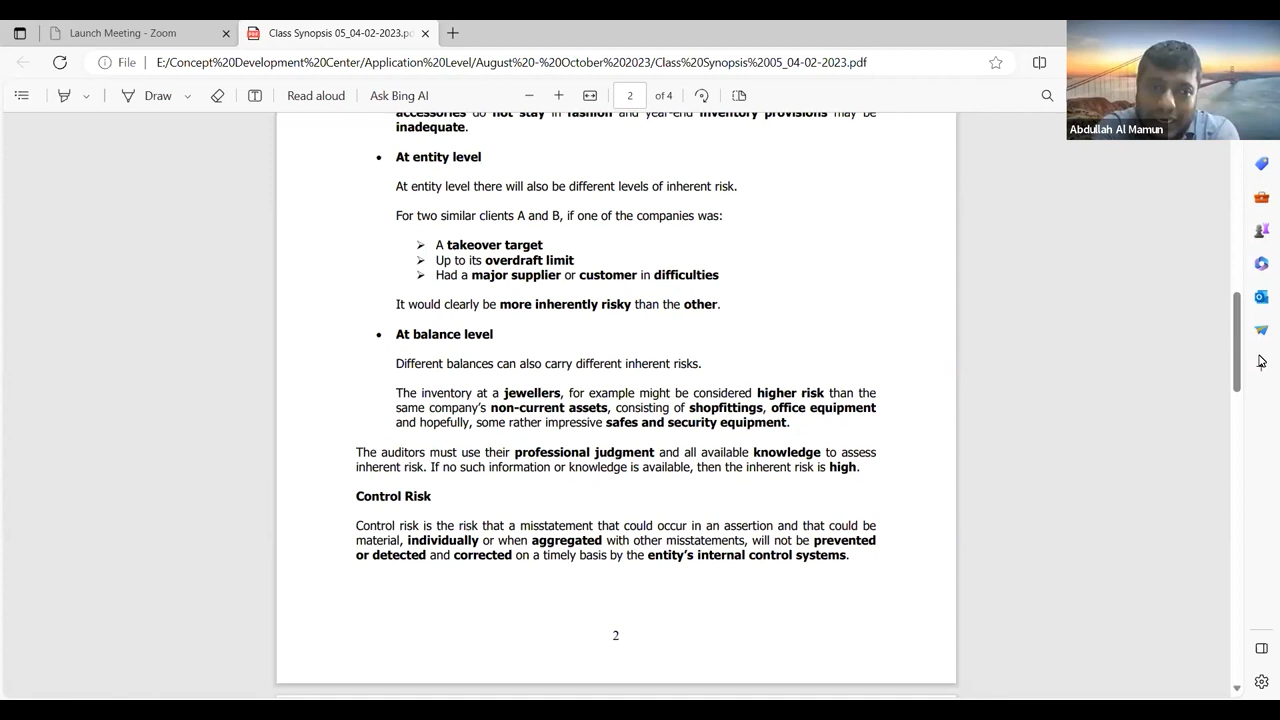 Launch Meeting - Zoom
Class Synopsis 05_04-02-2023.p
File
E:/Concept%20Development%20Center/Application%20Level/August%20-%20October%202023/Class%20Synopsis%2005_04-02-2023.pdf
Draw
Read aloud
Ask Bing AI
2
of 4
Abdullah Al Mamun
accessories do not stay in fashion and year-end inventory provisions may be
inadequate.
• At entity level
At entity level there will also be different levels of inherent risk.
For two similar clients A and B, if one of the companies was:
➢ A takeover target
➢ Up to its overdraft limit
➢ Had a major supplier or customer in difficulties
It would clearly be more inherently risky than the other.
• At balance level
Different balances can also carry different inherent risks.
The inventory at a jewellers, for example might be considered higher risk than the
same company's non-current assets, consisting of shopfittings, office equipment
and hopefully, some rather impressive safes and security equipment.
The auditors must use their professional judgment and all available knowledge to assess
inherent risk. If no such information or knowledge is available, then the inherent risk is high.
Control Risk
Control risk is the risk that a misstatement that could occur in an assertion and that could be
material, individually or when aggregated with other misstatements, will not be prevented
or detected and corrected on a timely basis by the entity's internal control systems.
2